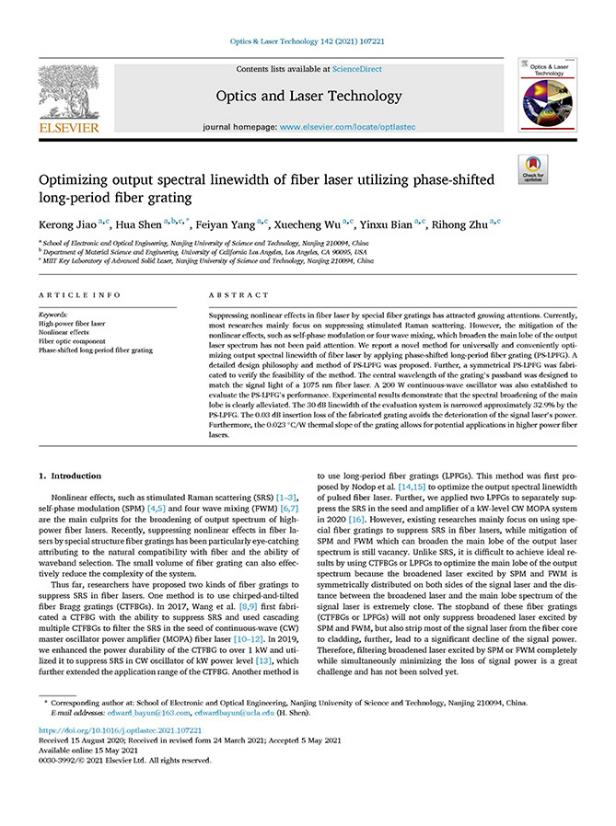 Optics & Laser Technology 142 (2021) 107221
Contents lists available at ScienceDirect
Optics and Laser Technology
ELSEVIER
journal homepage: www.elsevier.com/locate/optlastec
Optics & Laser
Technology
Check for
updates
Optimizing output spectral linewidth of fiber laser utilizing phase-shifted
long-period fiber grating
Kerong Jiao a,c, Hua Shen a,b,c,*, Feiyan Yang a,c, Xuecheng Wu a,c, Yinxu Bian a,c, Rihong Zhu a,c
a School of Electronic and Optical Engineering, Nanjing University of Science and Technology, Nanjing 210094, China
b Department of Material Science and Engineering, University of California Los Angeles, Los Angeles, CA 90095, USA
c MIIT Key Laboratory of Advanced Solid Laser, Nanjing University of Science and Technology, Nanjing 210094, China
ARTICLE INFO
Keywords:
High power fiber laser
Nonlinear effects
Fiber optic component
Phase-shifted long-period fiber grating
ABSTRACT
Suppressing nonlinear effects in fiber laser by special fiber gratings has attracted growing attentions. Currently,
most researches mainly focus on suppressing stimulated Raman scattering. However, the mitigation of the
nonlinear effects, such as self-phase modulation or four wave mixing, which broaden the main lobe of the output
laser spectrum has not been paid attention. We report a novel method for universally and conveniently opti-
mizing output spectral linewidth of fiber laser by applying phase-shifted long-period fiber grating (PS-LPFG). A
detailed design philosophy and method of PS-LPFG was proposed. Further, a symmetrical PS-LPFG was fabri-
cated to verify the feasibility of the method. The central wavelength of the grating's passband was designed to
match the signal light of a 1075 nm fiber laser. A 200 W continuous-wave oscillator was also established to
evaluate the PS-LPFG's performance. Experimental results demonstrate that the spectral broadening of the main
lobe is clearly alleviated. The 30 dB linewidth of the evaluation system is narrowed approximately 32.9% by the
PS-LPFG. The 0.03 dB insertion loss of the fabricated grating avoids the deterioration of the signal laser's power.
Furthermore, the 0.023 °C/W thermal slope of the grating allows for potential applications in higher power fiber
lasers.
1. Introduction
Nonlinear effects, such as stimulated Raman scattering (SRS) [1–3],
self-phase modulation (SPM) [4,5] and four wave mixing (FWM) [6,7]
are the main culprits for the broadening of output spectrum of high-
power fiber lasers. Recently, suppressing nonlinear effects in fiber la-
sers by special structure fiber gratings has been particularly eye-catching
attributing to the natural compatibility with fiber and the ability of
waveband selection. The small volume of fiber grating can also effec-
tively reduce the complexity of the system.
Thus far, researchers have proposed two kinds of fiber gratings to
suppress SRS in fiber lasers. One method is to use chirped-and-tilted
fiber Bragg gratings (CTFBGs). In 2017, Wang et al. [8,9] first fabri-
cated a CTFBG with the ability to suppress SRS and used cascading
multiple CTFBGs to filter the SRS in the seed of continuous-wave (CW)
master oscillator power amplifier (MOPA) fiber laser [10–12]. In 2019,
we enhanced the power durability of the CTFBG to over 1 kW and uti-
lized it to suppress SRS in CW oscillator of kW power level [13], which
further extended the application range of the CTFBG. Another method is
to use long-period fiber gratings (LPFGs). This method was first pro-
posed by Nodop et al. [14,15] to optimize the output spectral linewidth
of pulsed fiber laser. Further, we applied two LPFGs to separately sup-
press the SRS in the seed and amplifier of a kW-level CW MOPA system
in 2020 [16]. However, existing researches mainly focus on using spe-
cial fiber gratings to suppress SRS in fiber lasers, while mitigation of
SPM and FWM which can broaden the main lobe of the output laser
spectrum is still vacancy. Unlike SRS, it is difficult to achieve ideal re-
sults by using CTFBGs or LPFGs to optimize the main lobe of the output
spectrum because the broadened laser excited by SPM and FWM is
symmetrically distributed on both sides of the signal laser and the dis-
tance between the broadened laser and the main lobe spectrum of the
signal laser is extremely close. The stopband of these fiber gratings
(CTFBGs or LPFGs) will not only suppress broadened laser excited by
SPM and FWM, but also strip most of the signal laser from the fiber core
to cladding, further, lead to a significant decline of the signal power.
Therefore, filtering broadened laser excited by SPM or FWM completely
while simultaneously minimizing the loss of signal power is a great
challenge and has not been solved yet.
* Corresponding author at: School of Electronic and Optical Engineering, Nanjing University of Science and Technology, Nanjing 210094, China.
E-mail addresses: edward_bayun@163.com, edwardbayun@ucla.edu (H. Shen).
https://doi.org/10.1016/j.optlastec.2021.107221
Received 15 August 2020; Received in revised form 24 March 2021; Accepted 5 May 2021
Available online 15 May 2021
0030-3992/© 2021 Elsevier Ltd. All rights reserved.